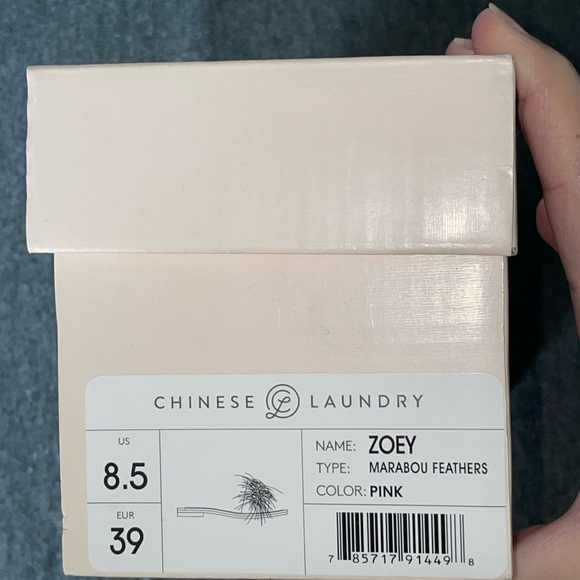 CHINESE LAUNDRY
US
8.5
EUR
39
NAME: ZOEY
TYPE: MARABOU FEATHERS
COLOR: PINK
7 85717 91449 8